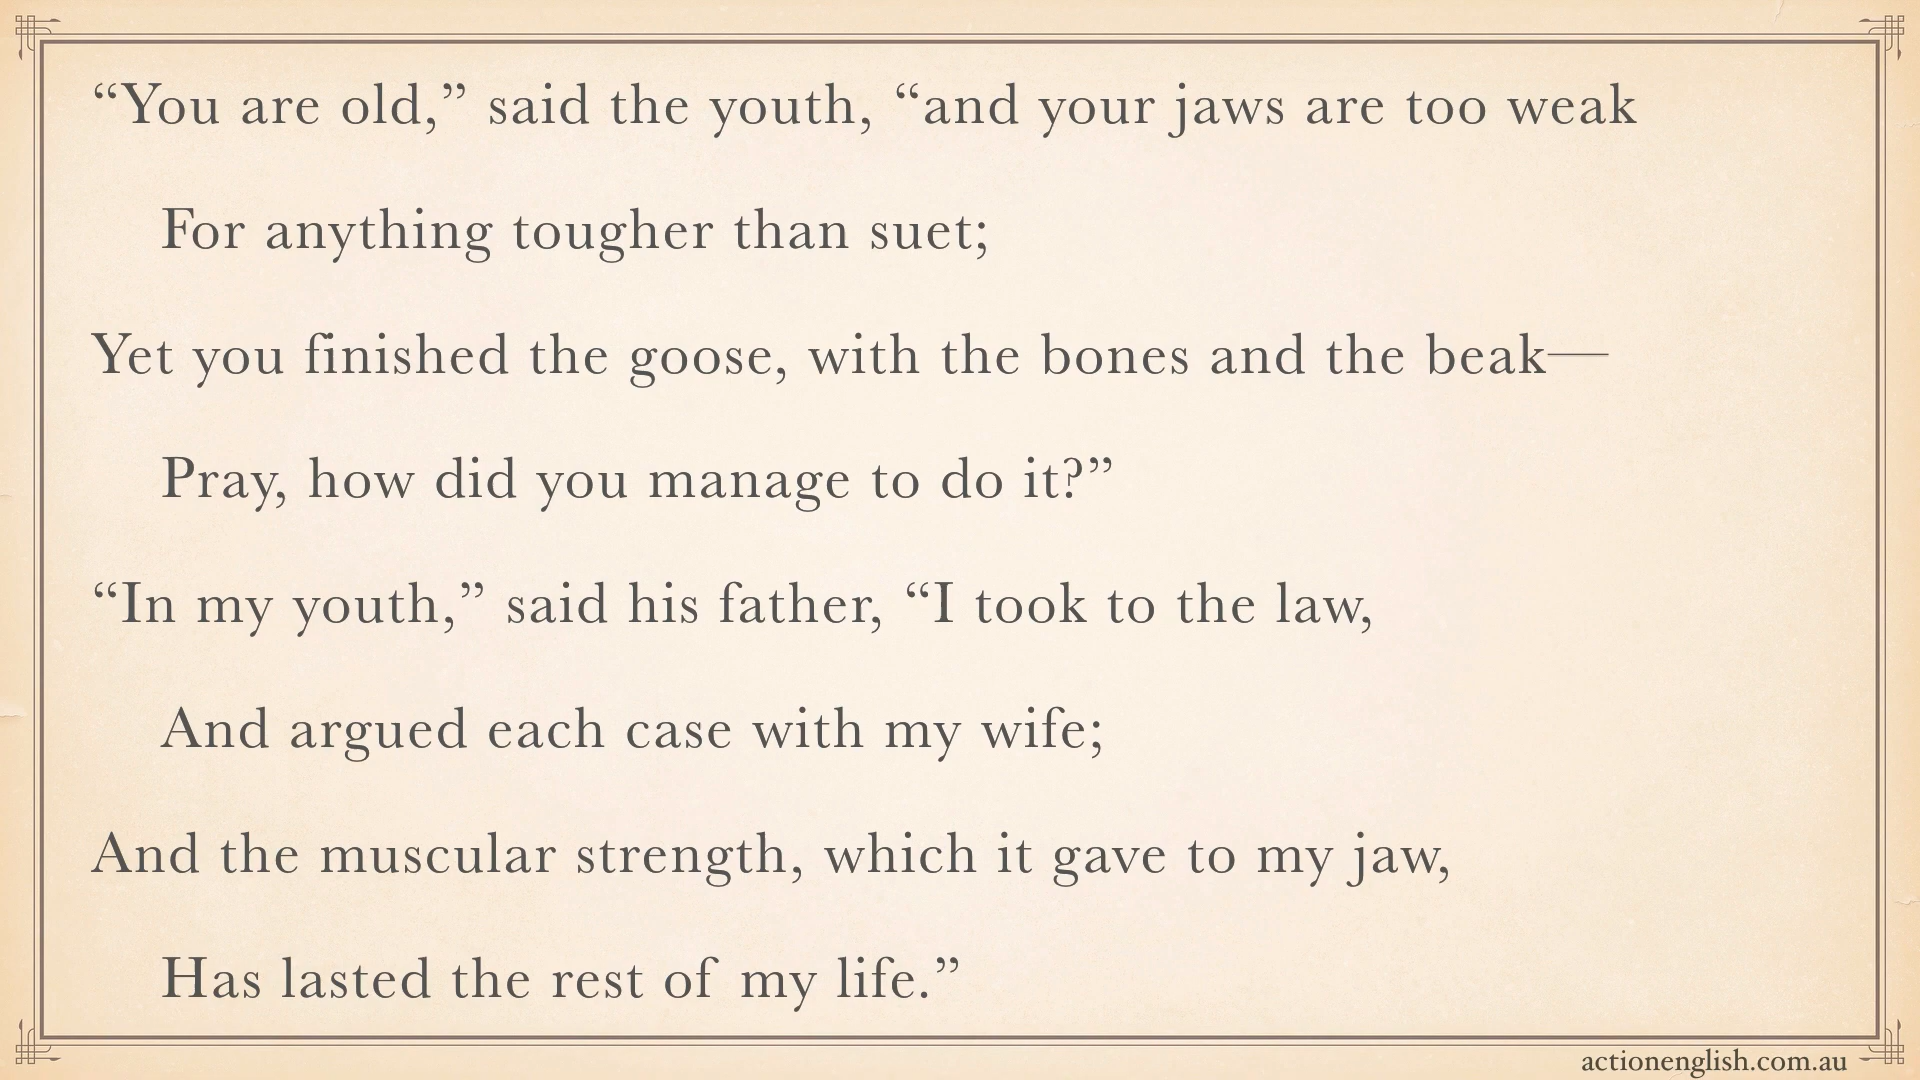 “You are old,” said the youth, “and your jaws are too weak
For anything tougher than suet;
Yet you finished the goose, with the bones and the beak—
Pray, how did you manage to do it?”
“In my youth,” said his father, “I took to the law,
And argued each case with my wife;
And the muscular strength, which it gave to my jaw,
Has lasted the rest of my life.”
actionenglish.com.au